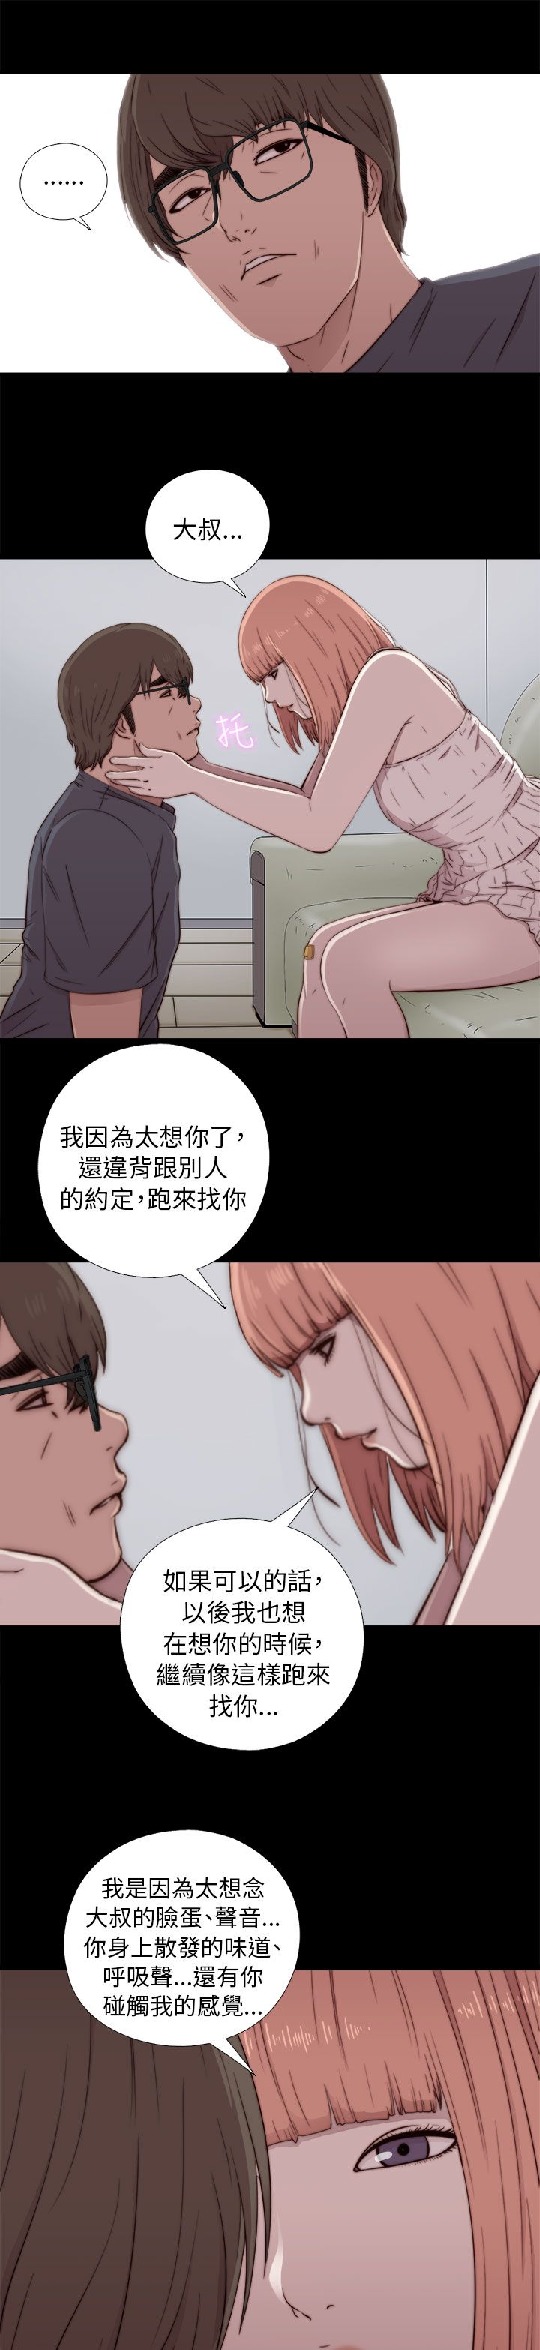 ......
大叔...
托
我因為太想你了,
還違背跟別人
的約定,跑來找你
如果可以的話,
以後我也想
在想你的時候,
繼續像這樣跑來
找你...
我是因為太想念
大叔的臉蛋、聲音...
你身上散發的味道、
呼吸聲...還有你
碰觸我的感覺...